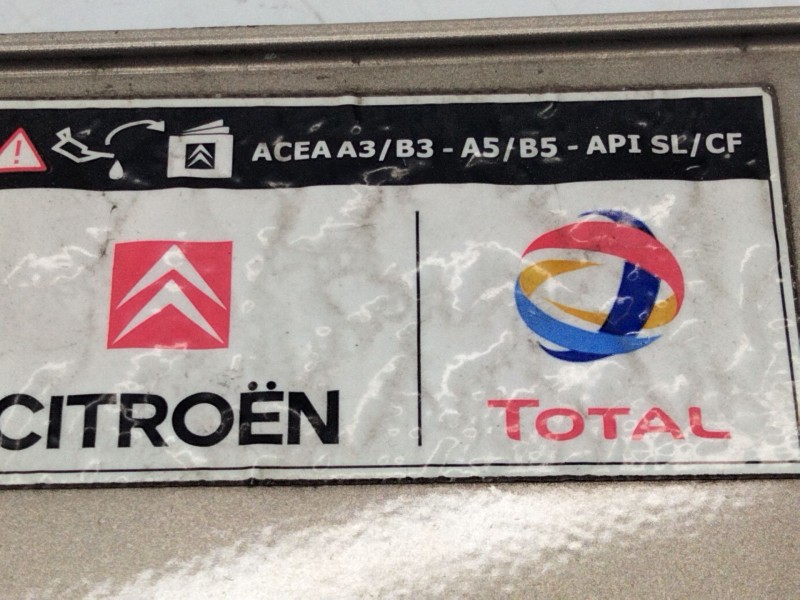 ACEA A3/B3 - A5/B5 - API SL/CF
CITROËN
TOTAL